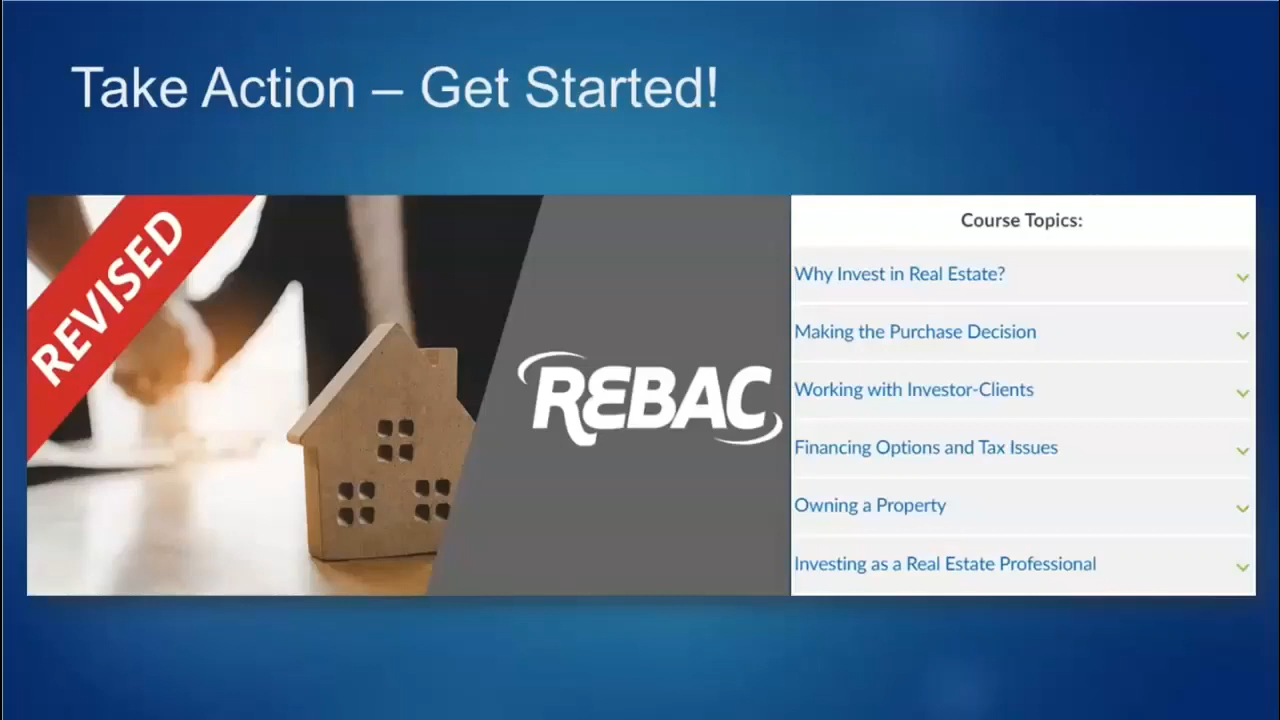 Take Action – Get Started!
REVISED
REBAC
Course Topics:
Why Invest in Real Estate?
Making the Purchase Decision
Working with Investor-Clients
Financing Options and Tax Issues
Owning a Property
Investing as a Real Estate Professional